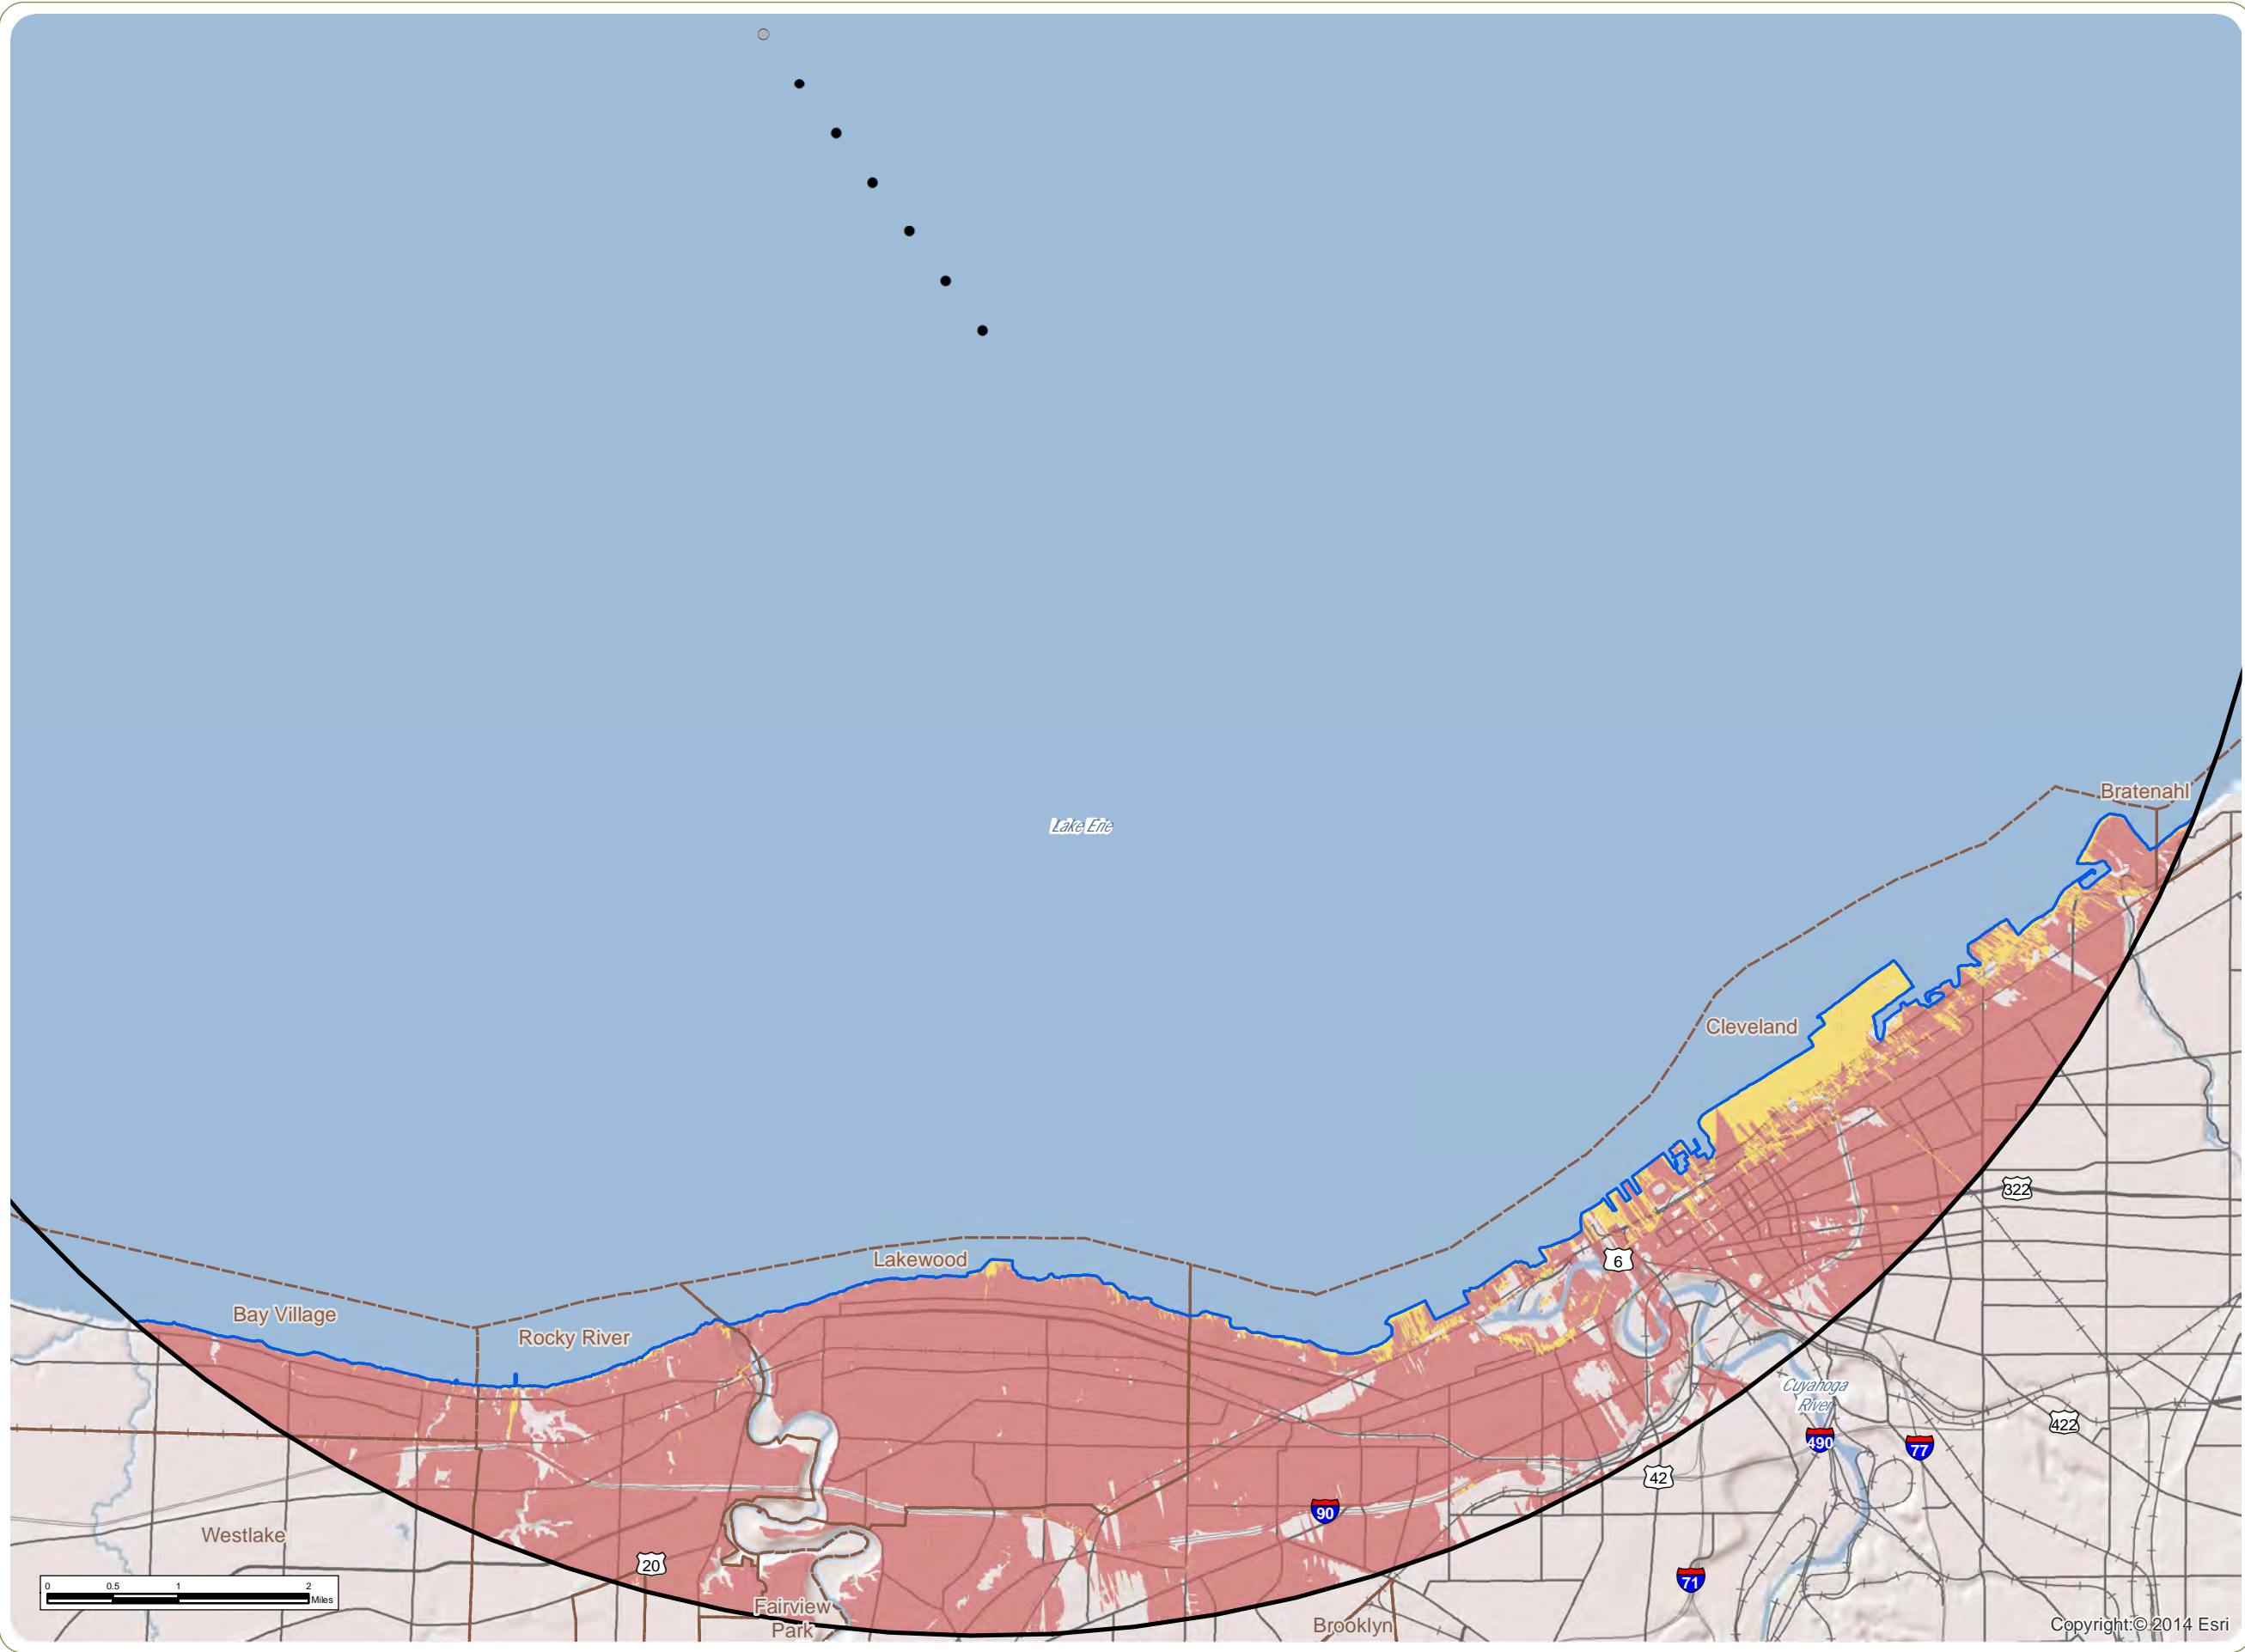 Lake Erie
Bratenahl
Cleveland
322
Lakewood
6
Bay Village
Rocky River
Cuyahoga
River
422
490
77
42
90
Westlake
20
71
0 0.5 1 2
Miles
Fairview
Park
Brooklyn
Copyright:© 2014 Esri